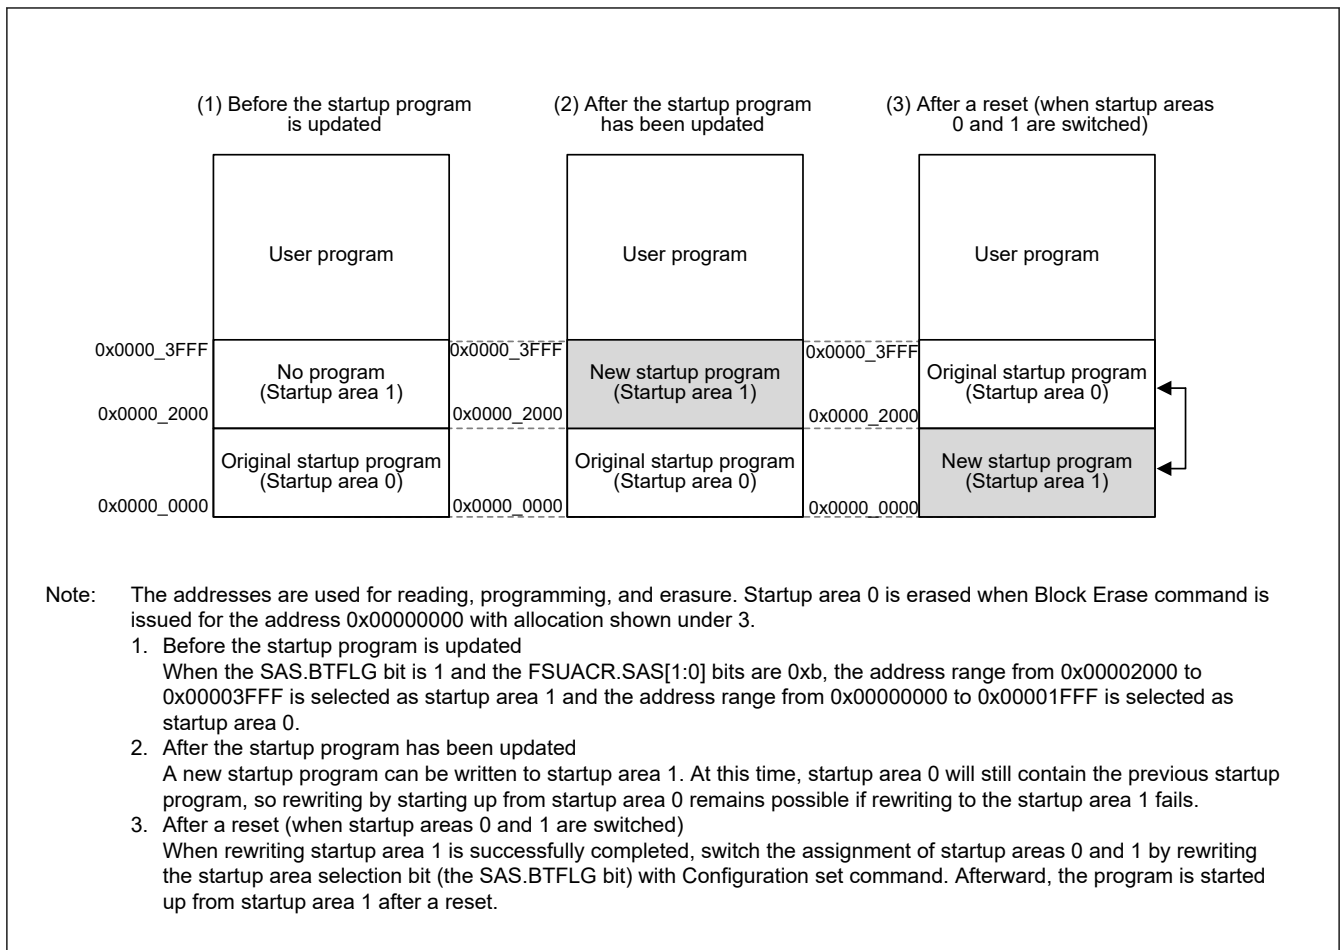 (1) Before the startup program
is updated
(2) After the startup program
has been updated
(3) After a reset (when startup areas
0 and 1 are switched)
User program
User program
User program
0x0000_3FFF
0x0000_3FFF
0x0000_3FFF
No program
(Startup area 1)
New startup program
(Startup area 1)
Original startup program
(Startup area 0)
0x0000_2000
0x0000_2000
0x0000_2000
Original startup program
(Startup area 0)
Original startup program
(Startup area 0)
New startup program
(Startup area 1)
0x0000_0000
0x0000_0000
0x0000_0000
Note: The addresses are used for reading, programming, and erasure. Startup area 0 is erased when Block Erase command is
issued for the address 0x00000000 with allocation shown under 3.
1. Before the startup program is updated
When the SAS.BTFLG bit is 1 and the FSUACR.SAS[1:0] bits are 0xb, the address range from 0x00002000 to
0x00003FFF is selected as startup area 1 and the address range from 0x00000000 to 0x00001FFF is selected as
startup area 0.
2. After the startup program has been updated
A new startup program can be written to startup area 1. At this time, startup area 0 will still contain the previous startup
program, so rewriting by starting up from startup area 0 remains possible if rewriting to the startup area 1 fails.
3. After a reset (when startup areas 0 and 1 are switched)
When rewriting startup area 1 is successfully completed, switch the assignment of startup areas 0 and 1 by rewriting
the startup area selection bit (the SAS.BTFLG bit) with Configuration set command. Afterward, the program is started
up from startup area 1 after a reset.